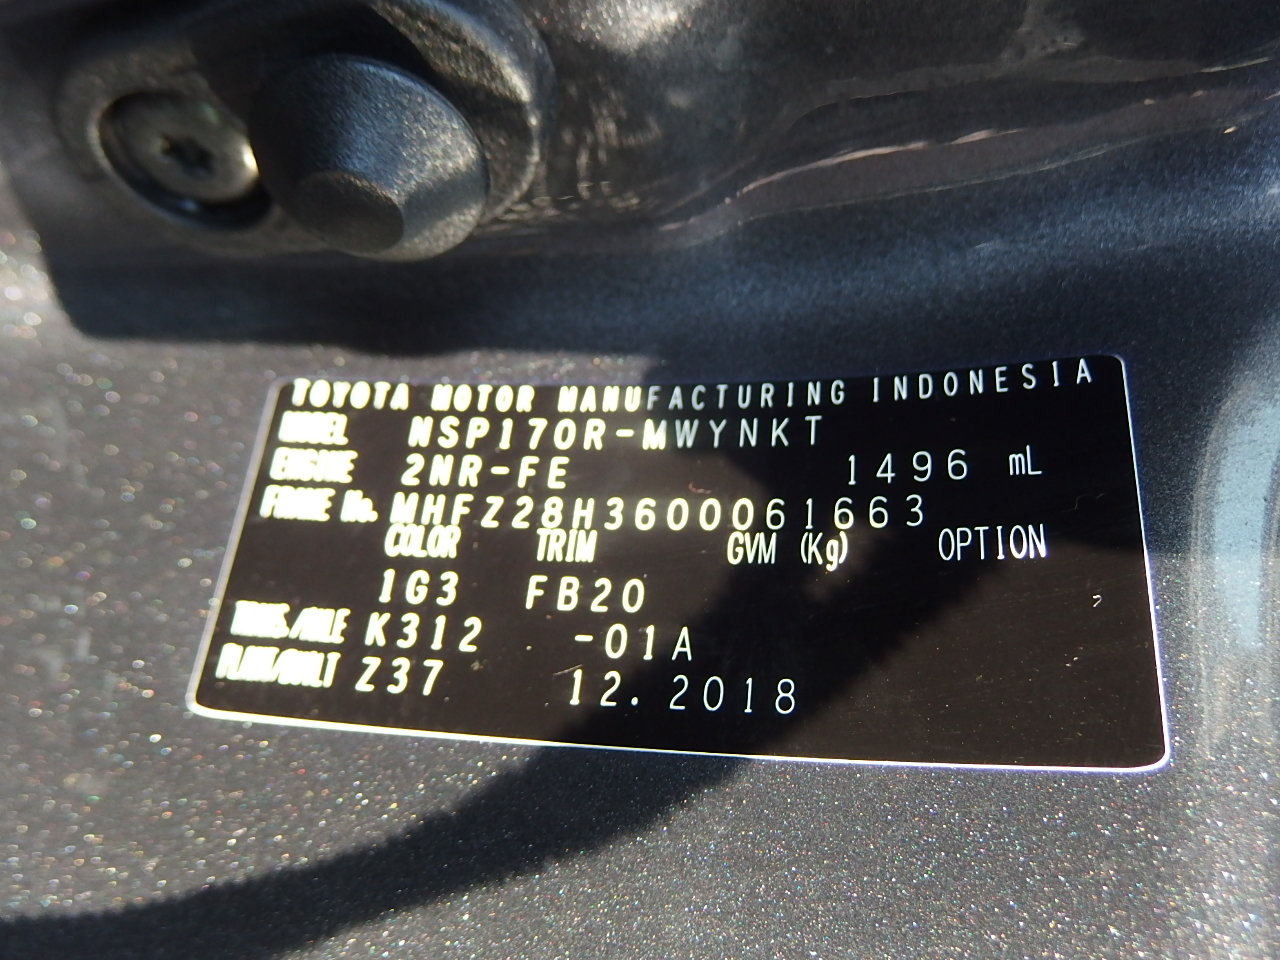 TOYOTA MOTOR MANUFACTURING INDONESIA
MODEL NSP170R-MWYNKT
ENGINE 2NR-FE 1496 mL
FRAME No. MHFZ28H3600061663
COLOR TRIM GVM (Kg) OPTION
1G3 FB20
TRANS./AXLE K312 -01A
PLANT/BUILT Z37 12.2018